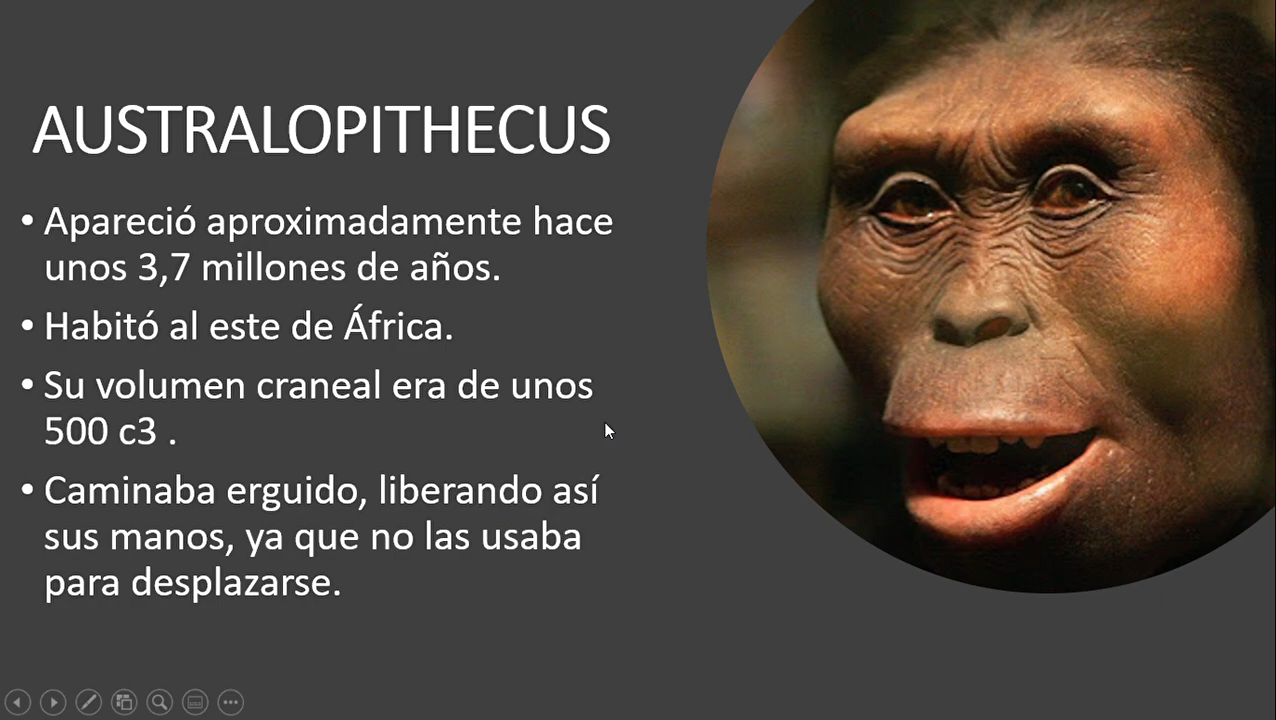 AUSTRALOPITHECUS
• Apareció aproximadamente hace
unos 3,7 millones de años.
• Habitó al este de África.
• Su volumen craneal era de unos
500 c3 .
• Caminaba erguido, liberando así
sus manos, ya que no las usaba
para desplazarse.